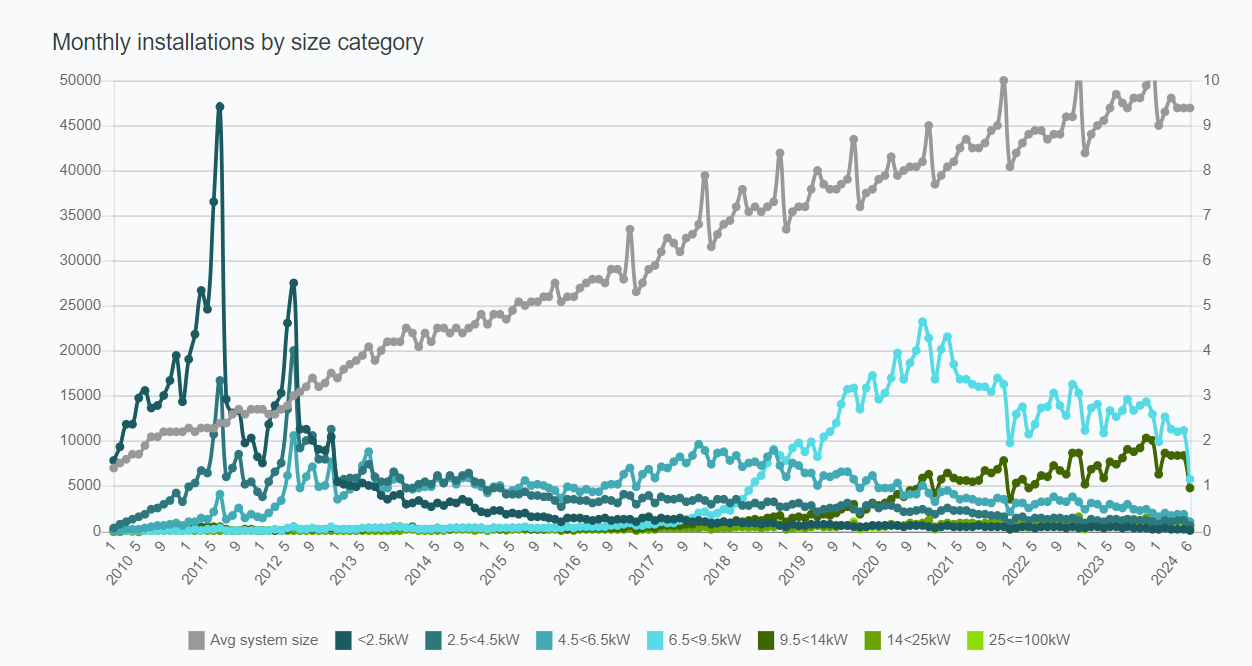 Monthly installations by size category
50000 10
45000 9
40000 8
35000 7
30000 6
25000 5
20000 4
15000 3
10000 2
5000 1
0 0
1 5 9 1 5 9 1 5 9 1 5 9 1 5 9 1 5 9 1 5 9 1 5 9 1 5 9 1 5 9 1 5 9 1 5 9 1 5 9 1 5 9 1 6
2010 2011 2012 2013 2014 2015 2016 2017 2018 2019 2020 2021 2022 2023 2024
Avg system size <2.5kW 2.5<4.5kW 4.5<6.5kW 6.5<9.5kW 9.5<14kW 14<25kW 25<=100kW